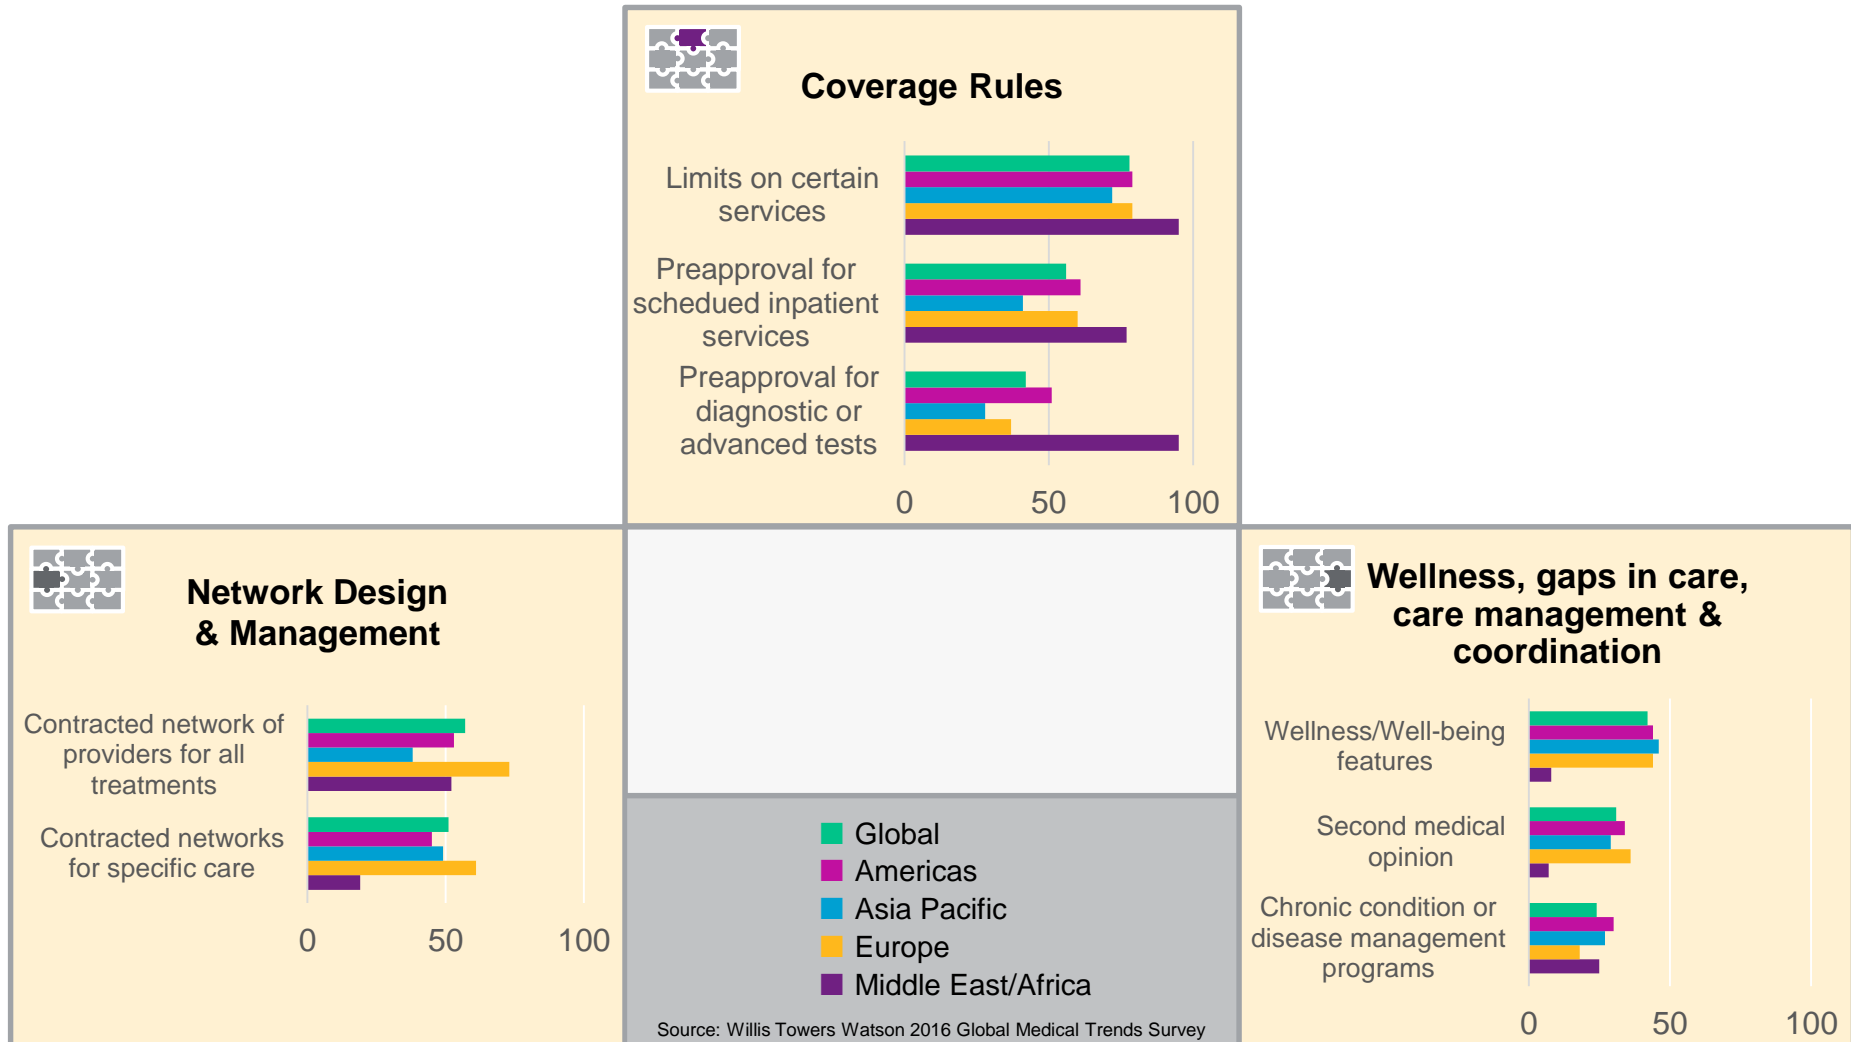 Coverage Rules
Limits on certain
services
Preapproval for
schedued inpatient
services
Preapproval for
diagnostic or
advanced tests
0 50 100
Network Design
& Management
Contracted network of
providers for all
treatments
Contracted networks
for specific care
0 50 100
Global
Americas
Asia Pacific
Europe
Middle East/Africa
Source: Willis Towers Watson 2016 Global Medical Trends Survey
Wellness, gaps in care,
care management &
coordination
Wellness/Well-being
features
Second medical
opinion
Chronic condition or
disease management
programs
0 50 100